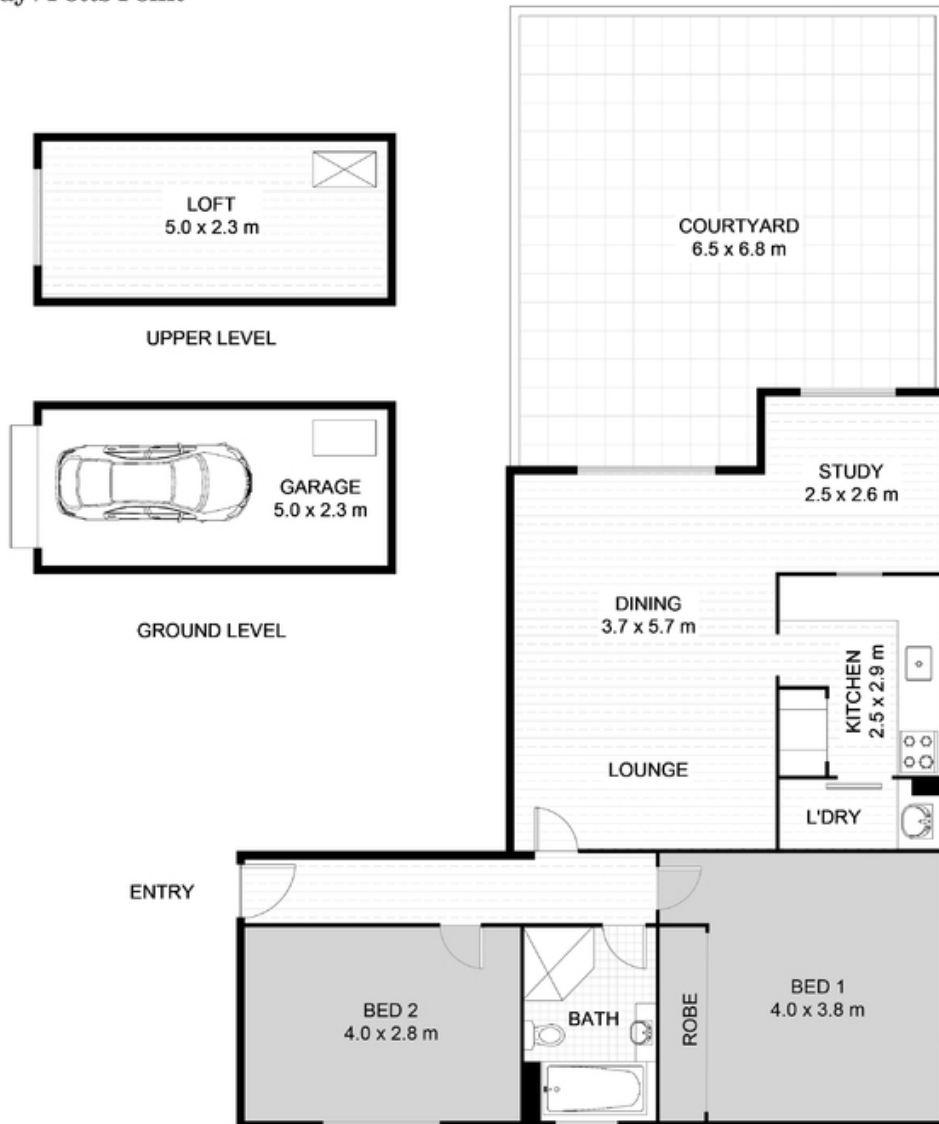 Potts Point
LOFT
5.0 x 2.3 m
UPPER LEVEL
GARAGE
5.0 x 2.3 m
GROUND LEVEL
COURTYARD
6.5 x 6.8 m
STUDY
2.5 x 2.6 m
DINING
3.7 x 5.7 m
KITCHEN
2.5 x 2.9 m
LOUNGE
L'DRY
ENTRY
BED 2
4.0 x 2.8 m
BATH
ROBE
BED 1
4.0 x 3.8 m